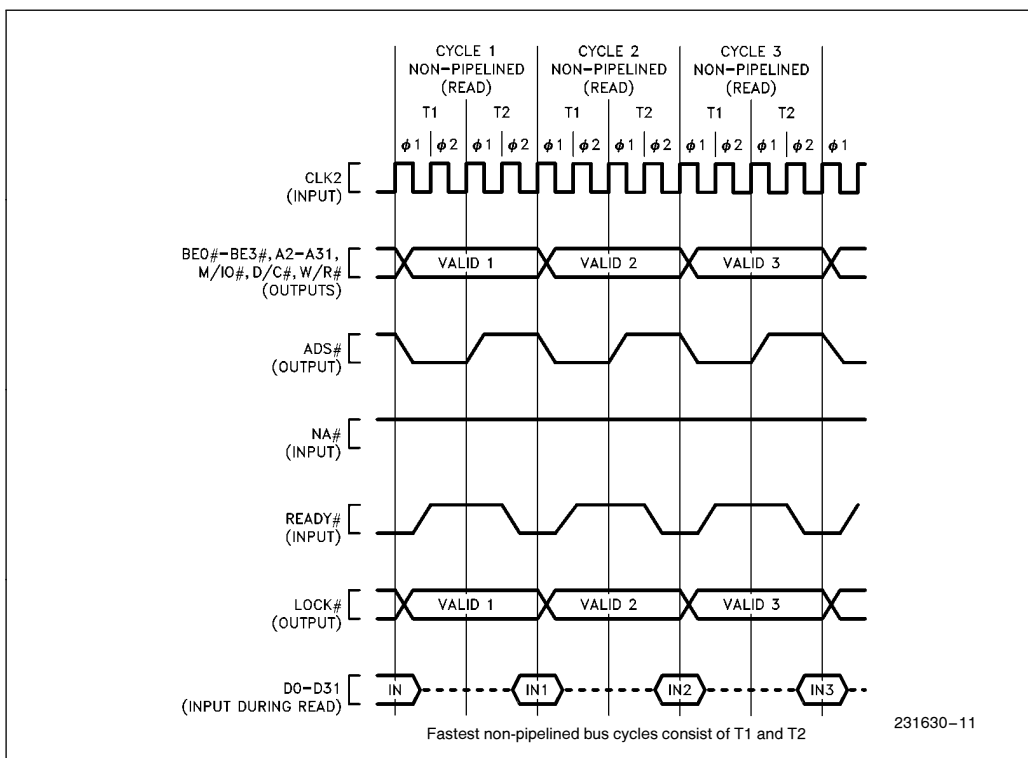 CYCLE 1 CYCLE 2 CYCLE 3
NON–PIPELINED NON–PIPELINED NON–PIPELINED
(READ) (READ) (READ)
T1 T2 T1 T2 T1 T2
ϕ1 ϕ2 ϕ1 ϕ2 ϕ1 ϕ2 ϕ1 ϕ2 ϕ1 ϕ2 ϕ1 ϕ2 ϕ1
CLK2
(INPUT)
BE0#–BE3#, A2–A31,
M/IO#, D/C#, W/R#
(OUTPUTS)
VALID 1 VALID 2 VALID 3
ADS#
(OUTPUT)
NA#
(INPUT)
READY#
(INPUT)
LOCK#
(OUTPUT)
VALID 1 VALID 2 VALID 3
D0–D31
(INPUT DURING READ)
IN IN1 IN2 IN3
231630–11
Fastest non-pipelined bus cycles consist of T1 and T2